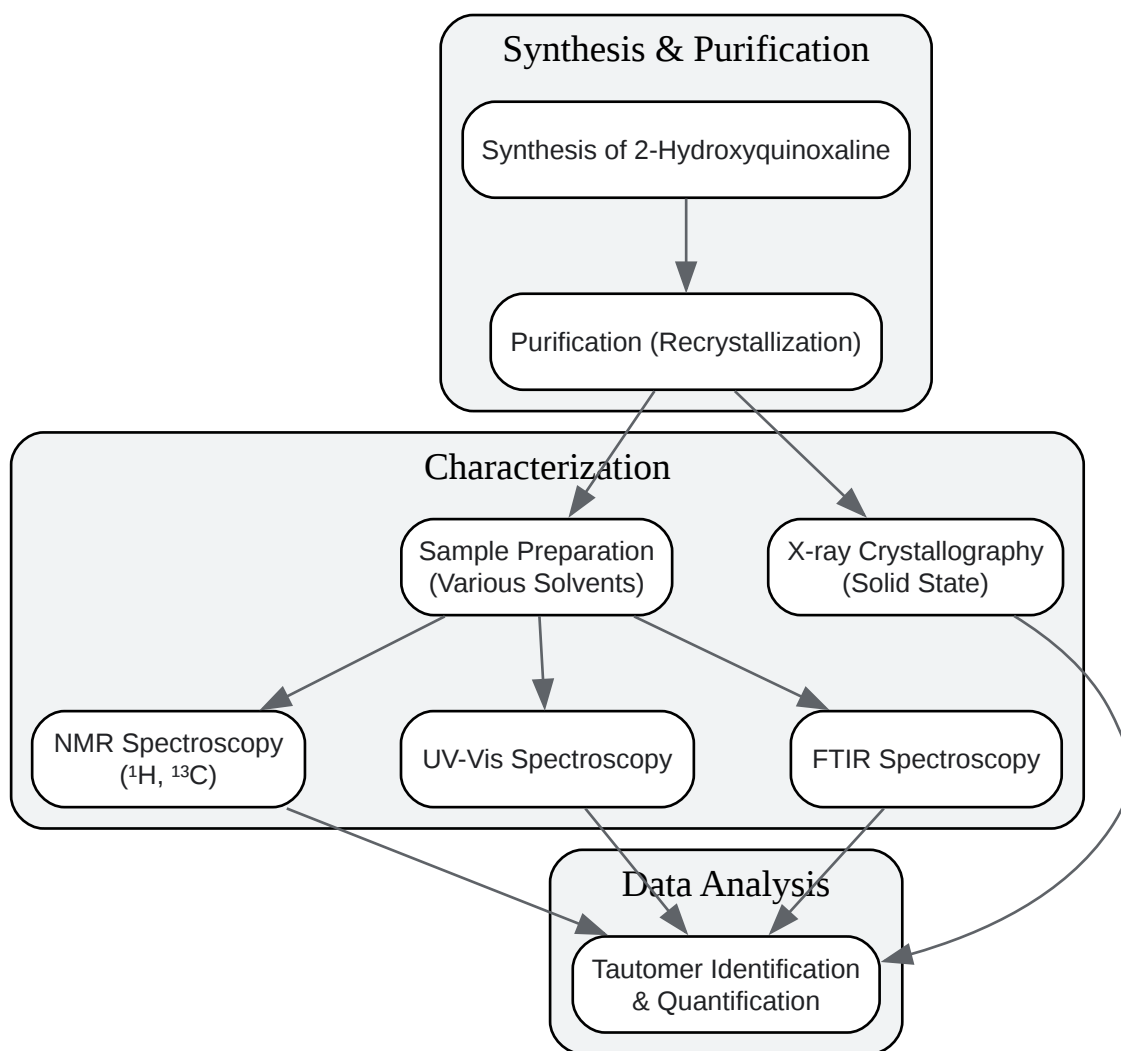 Synthesis & Purification
Synthesis of 2-Hydroxyquinoxaline
Purification (Recrystallization)
Characterization
Sample Preparation
(Various Solvents)
X-ray Crystallography
(Solid State)
NMR Spectroscopy
(¹H, ¹³C)
UV-Vis Spectroscopy
FTIR Spectroscopy
Data Analysis
Tautomer Identification
& Quantification